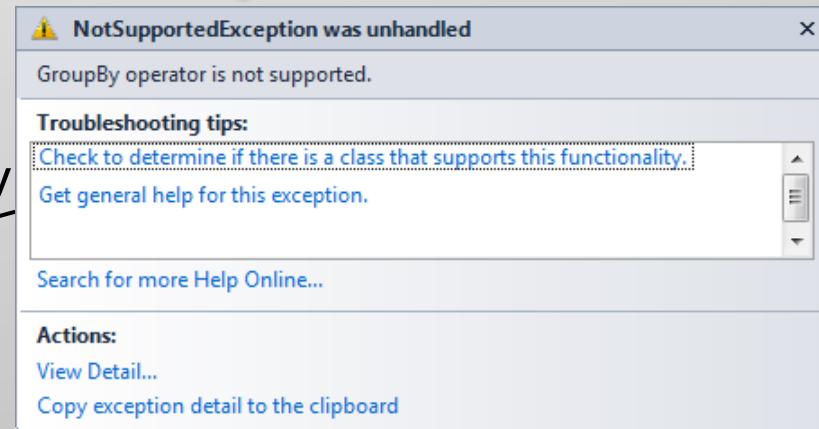 NotSupportedException was unhandled
GroupBy operator is not supported.
Troubleshooting tips:
Check to determine if there is a class that supports this functionality.
Get general help for this exception.
Search for more Help Online...
Actions:
View Detail...
Copy exception detail to the clipboard